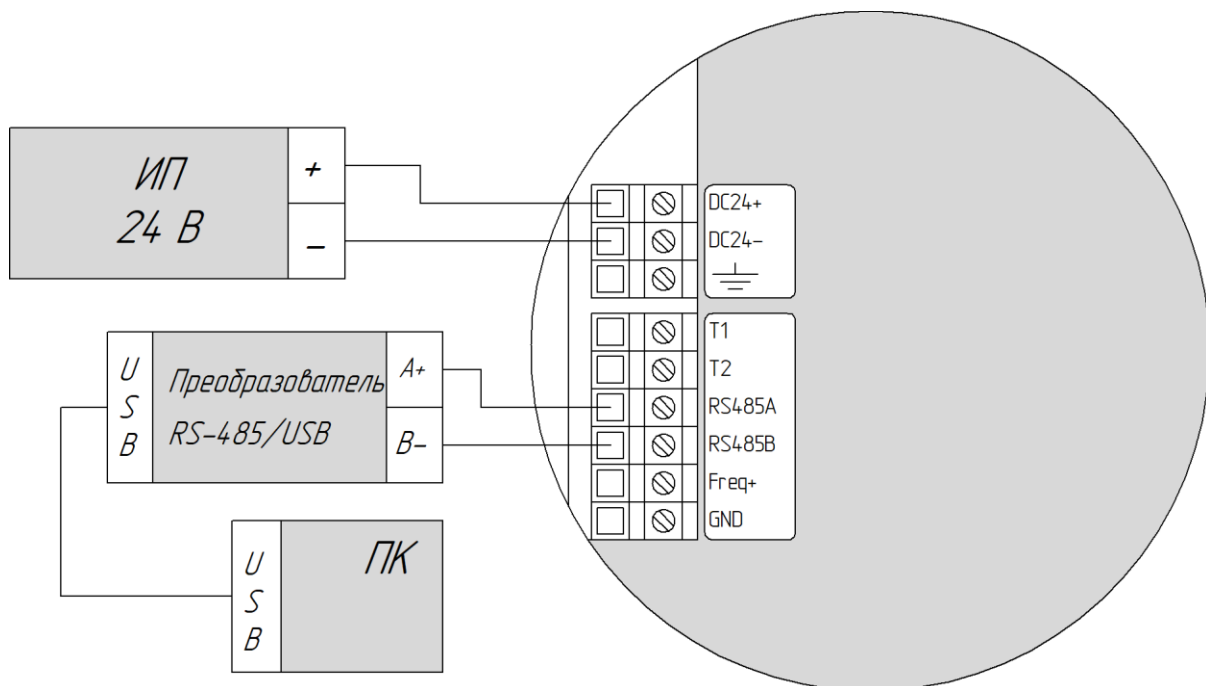 ИП
24 В
+
-
DC24+
DC24-
U
S
B
Преобразователь
RS-485/USB
A+
B-
T1
T2
RS485A
RS485B
Freq+
GND
U
S
B
ПК